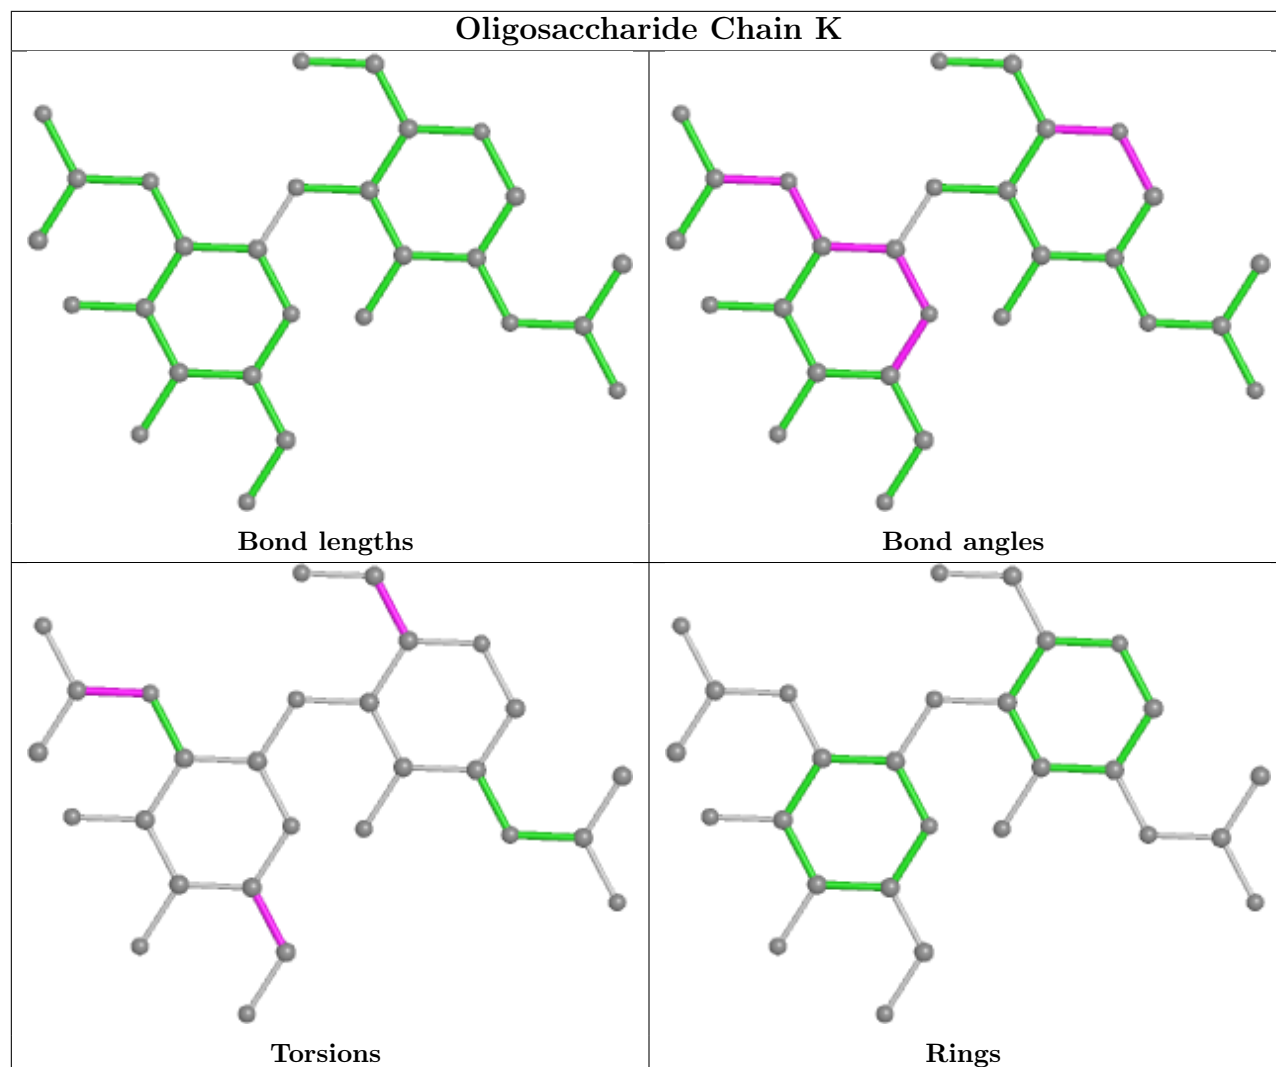 Oligosaccharide Chain K
Bond lengths
Bond angles
Torsions
Rings